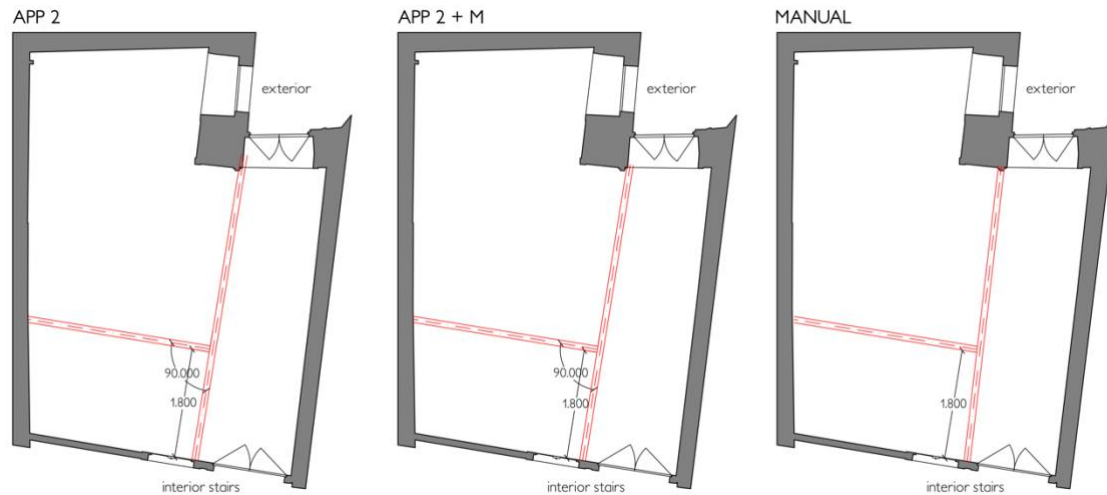 APP 2
exterior
90.000
1.800
interior stairs
APP 2 + M
exterior
90.000
1.800
interior stairs
MANUAL
exterior
1.800
interior stairs